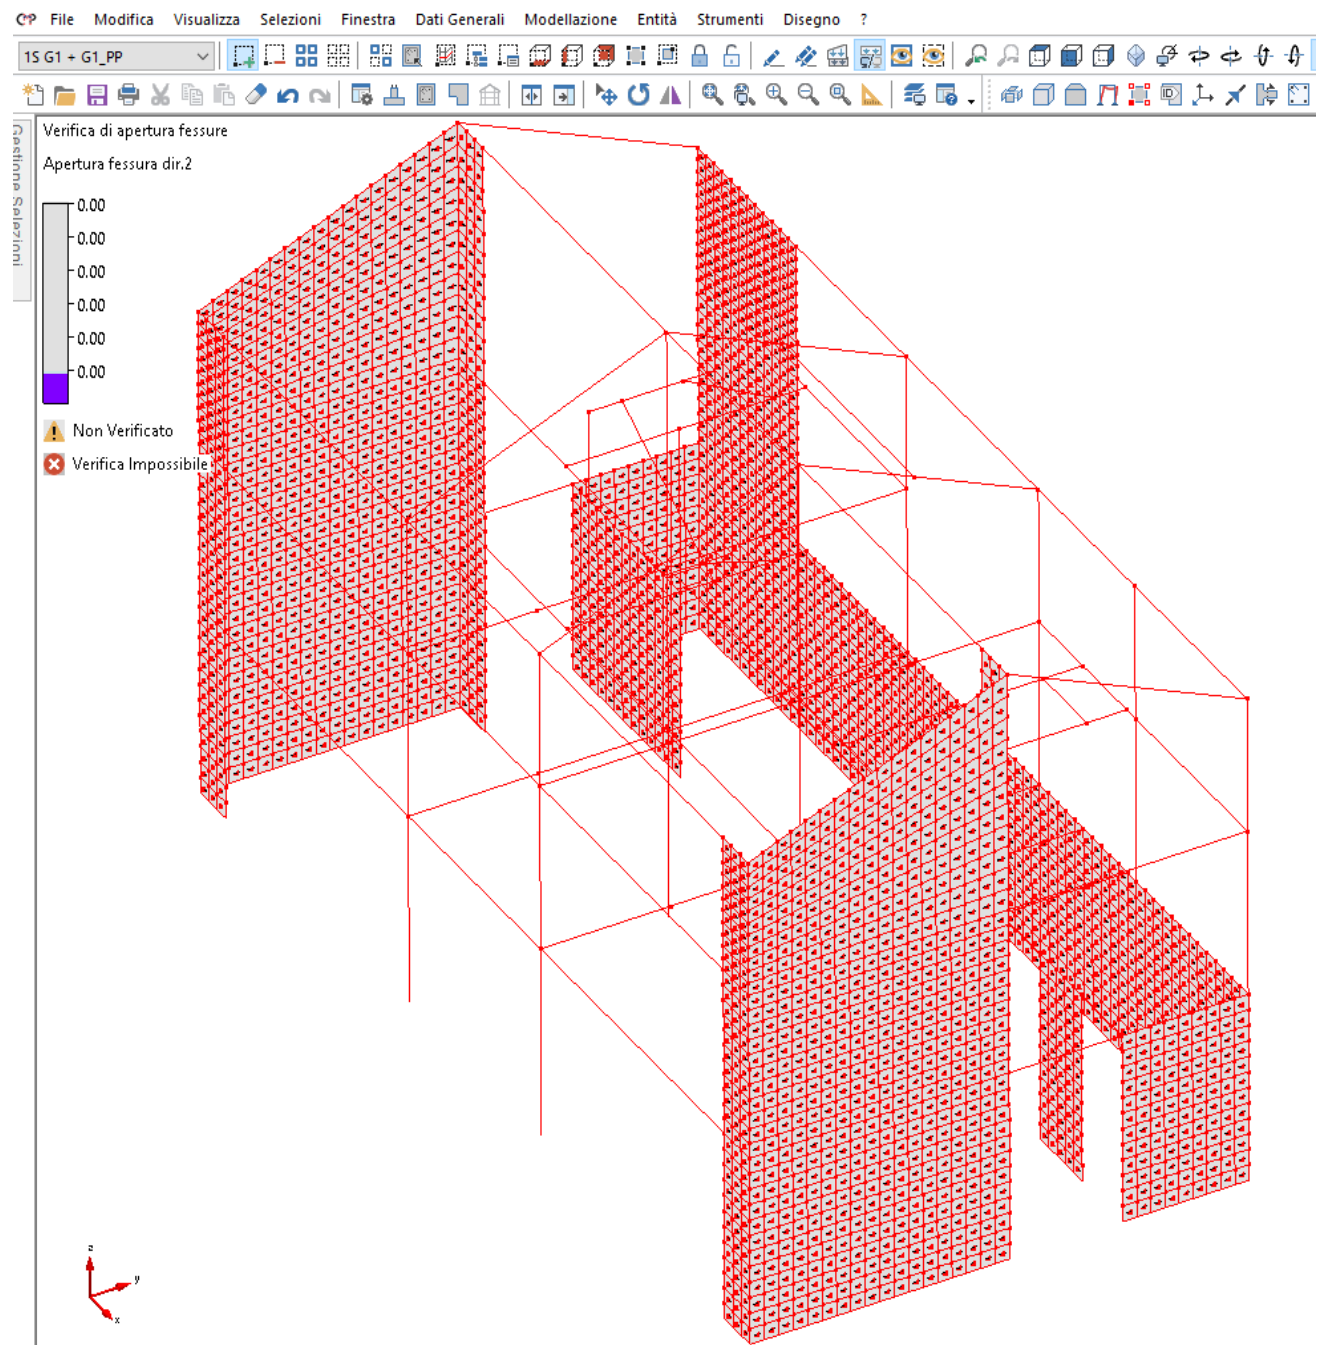 File Modifica Visualizza Selezioni Finestra Dati Generali Modellazione Entità Strumenti Disegno ?
1S G1 + G1_PP
ID
Gestione Selezioni
Verifica di apertura fessure
Apertura fessura dir.2
0.00
0.00
0.00
0.00
0.00
0.00
Non Verificato
Verifica Impossibile
z
y
x